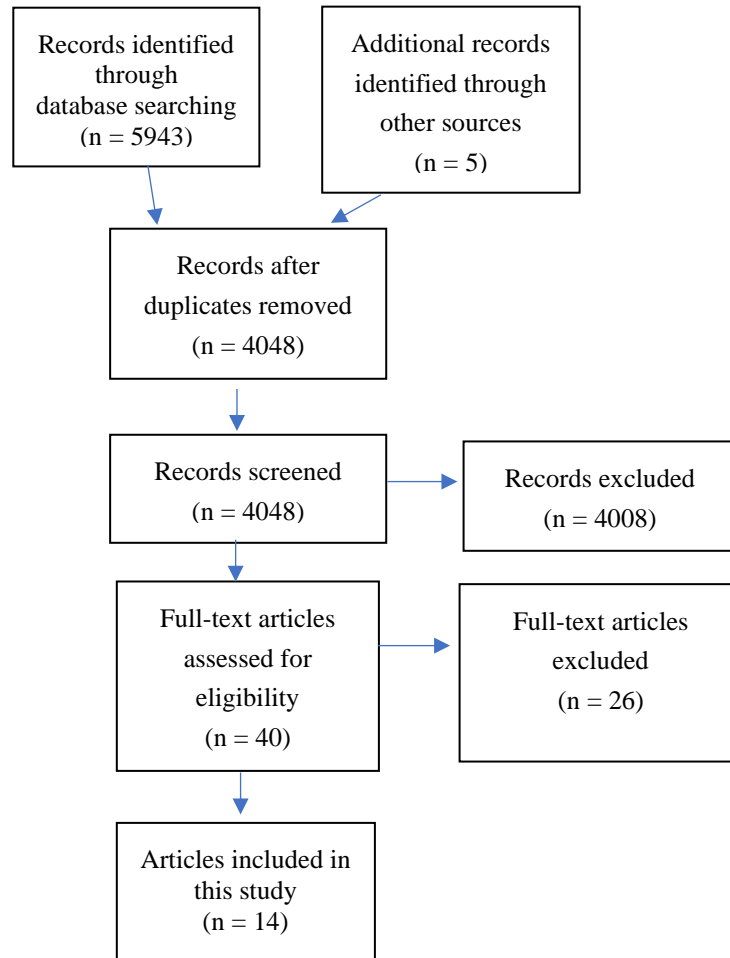 Records identified
through
database searching
(n = 5943)
Additional records
identified through
other sources
(n = 5)
Records after
duplicates removed
(n = 4048)
Records screened
(n = 4048)
Records excluded
(n = 4008)
Full-text articles
assessed for
eligibility
(n = 40)
Full-text articles
excluded
(n = 26)
Articles included in
this study
(n = 14)